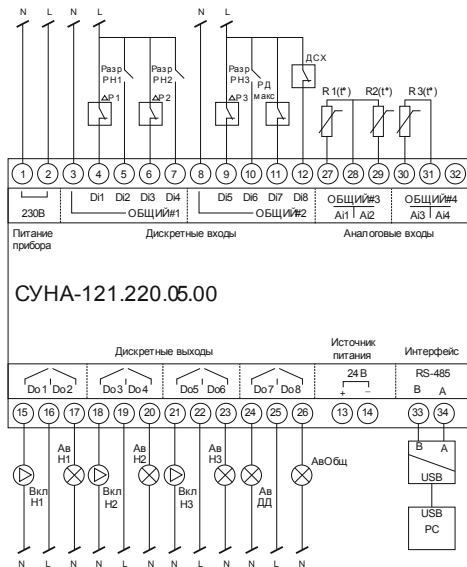 N L N L N L
Разр РН1 Разр РН2 Разр РН3 РД макс ДСХ
ΔP1 ΔP2 ΔP3
R1(t°) R2(t°) R3(t°)
1 2 3 4 5 6 7 8 9 10 11 12 27 28 29 30 31 32
Di1 Di2 Di3 Di4 Di5 Di6 Di7 Di8 ОБЩИЙ#3 ОБЩИЙ#4
230В ОБЩИЙ#1 ОБЩИЙ#2 Ai1 Ai2 Ai3 Ai4
Питание прибора Дискретные входы Аналоговые входы
СУНА-121.220.05.00
Дискретные выходы Источник питания Интерфейс
24В RS-485
Do1 Do2 Do3 Do4 Do5 Do6 Do7 Do8 + – B A
15 16 17 18 19 20 21 22 23 24 25 26 13 14 33 34
Ав Н1 Ав Н2 Ав Н3 АвОбщ B A
Вкл Н1 Вкл Н2 Вкл Н3 Ав ДД USB
USB
PC
N L N N L N N L N N L N